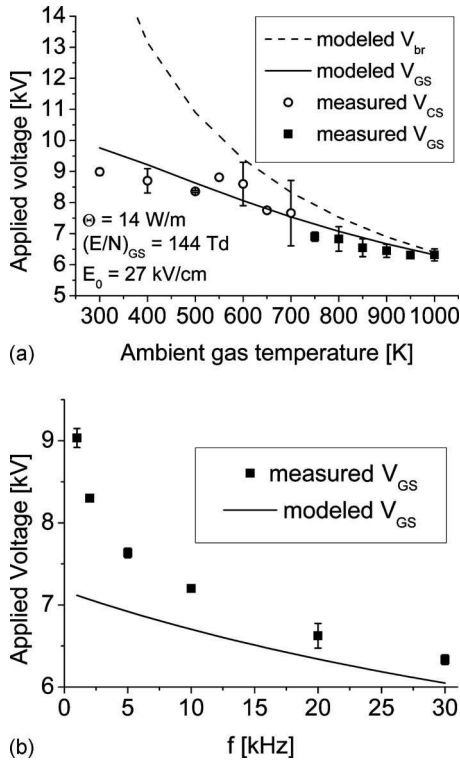 14
13
12
11
10
9
8
7
6
5
Applied voltage [kV]
modeled V_br
modeled V_GS
measured V_CS
measured V_GS
Θ = 14 W/m
(E/N)_GS = 144 Td
E_0 = 27 kV/cm
300 400 500 600 700 800 900 1000
(a) Ambient gas temperature [K]
9
8
7
6
Applied Voltage [kV]
measured V_GS
modeled V_GS
0 5 10 15 20 25 30
(b) f [kHz]